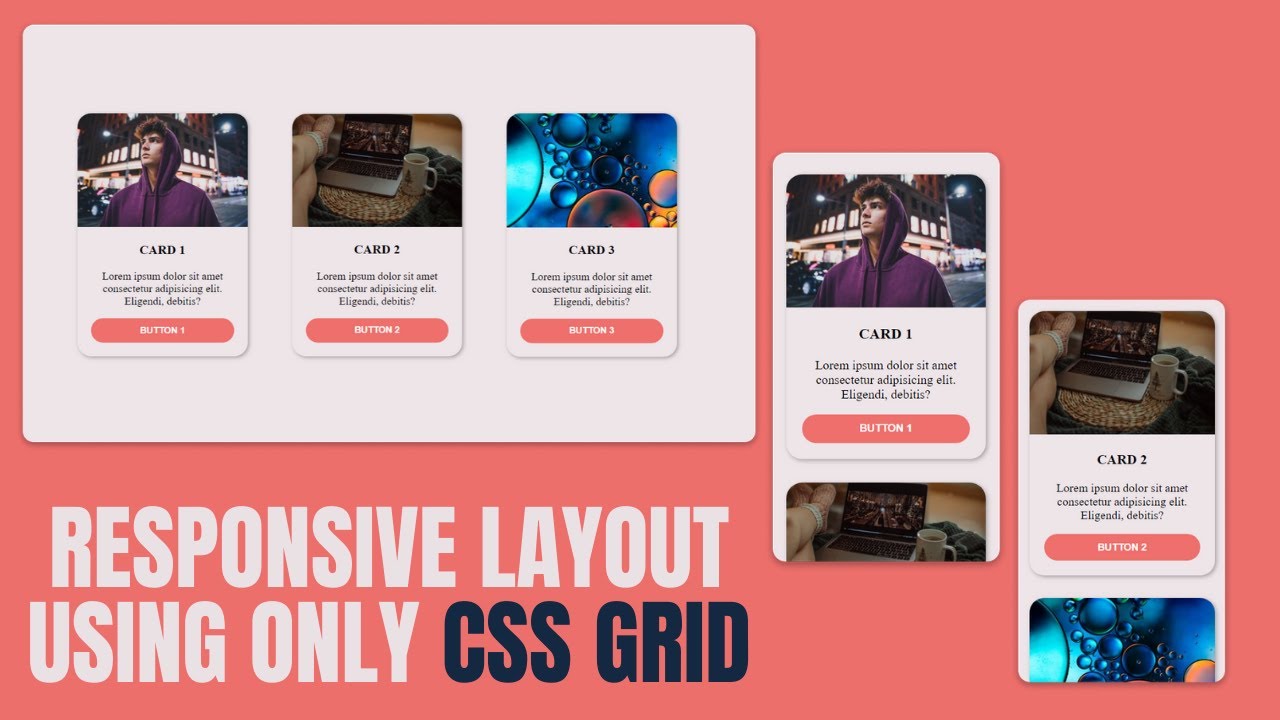 CARD 1
Lorem ipsum dolor sit amet
consectetur adipisicing elit.
Eligendi, debitis?
BUTTON 1
CARD 2
Lorem ipsum dolor sit amet
consectetur adipisicing elit.
Eligendi, debitis?
BUTTON 2
CARD 3
Lorem ipsum dolor sit amet
consectetur adipisicing elit.
Eligendi, debitis?
BUTTON 3
CARD 1
Lorem ipsum dolor sit amet
consectetur adipisicing elit.
Eligendi, debitis?
BUTTON 1
CARD 2
Lorem ipsum dolor sit amet
consectetur adipisicing elit.
Eligendi, debitis?
BUTTON 2
RESPONSIVE LAYOUT
USING ONLY CSS GRID